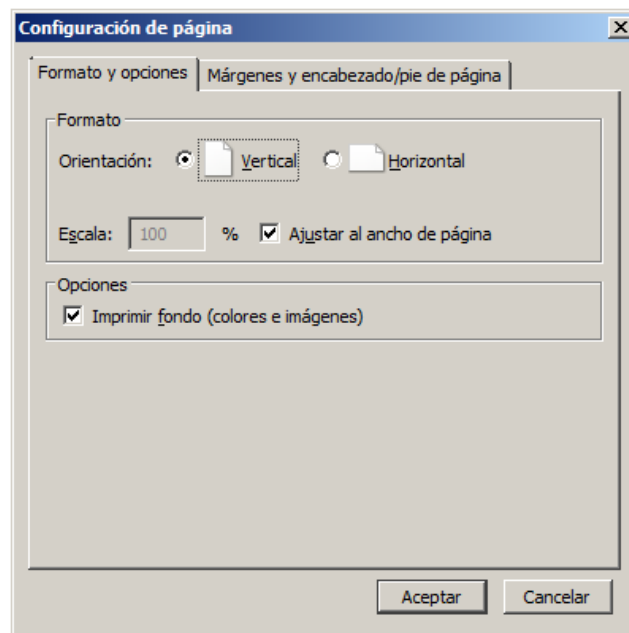 Configuración de página
Formato y opciones Márgenes y encabezado/pie de página
Formato
Orientación: Vertical Horizontal
Escala: 100 % Ajustar al ancho de página
Opciones
Imprimir fondo (colores e imágenes)
Aceptar Cancelar